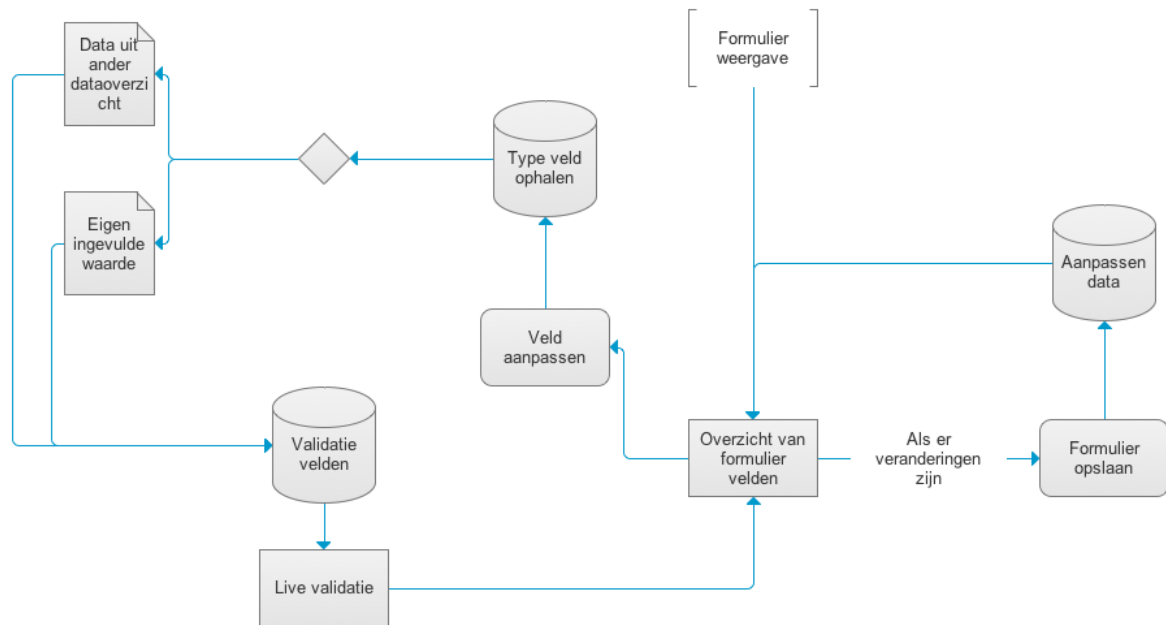 Data uit
ander
dataoverzi
cht
Formulier
weergave
Type veld
ophalen
Eigen
ingevulde
waarde
Aanpassen
data
Veld
aanpassen
Validatie
velden
Overzicht van
formulier
velden
Als er
veranderingen
zijn
Formulier
opslaan
Live validatie